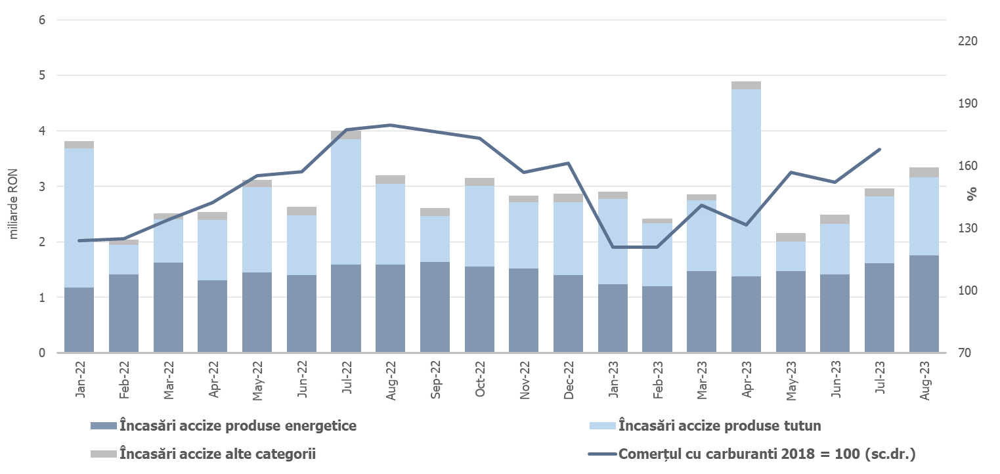 6
5
4
3
2
1
0
miliarde RON
220
190
160
130
100
70
%
Jan-22
Feb-22
Mar-22
Apr-22
May-22
Jun-22
Jul-22
Aug-22
Sep-22
Oct-22
Nov-22
Dec-22
Jan-23
Feb-23
Mar-23
Apr-23
May-23
Jun-23
Jul-23
Aug-23
Încasări accize produse energetice
Încasări accize produse tutun
Încasări accize alte categorii
Comerțul cu carburanti 2018 = 100 (sc.dr.)